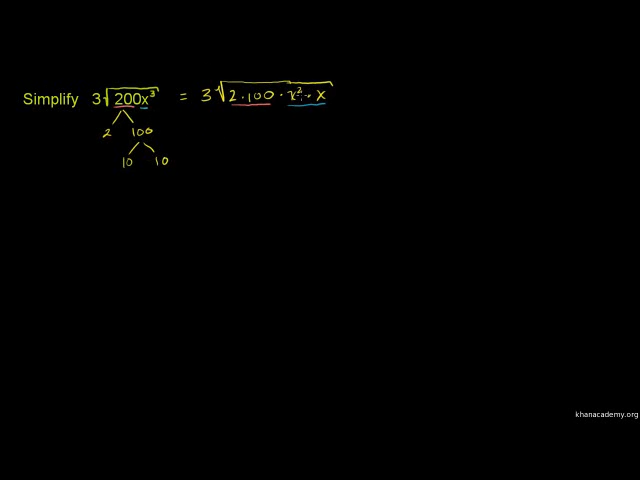 Simplify 3√200x³ = 3√2·100·x²·x
2 100
10 10
khanacademy.org